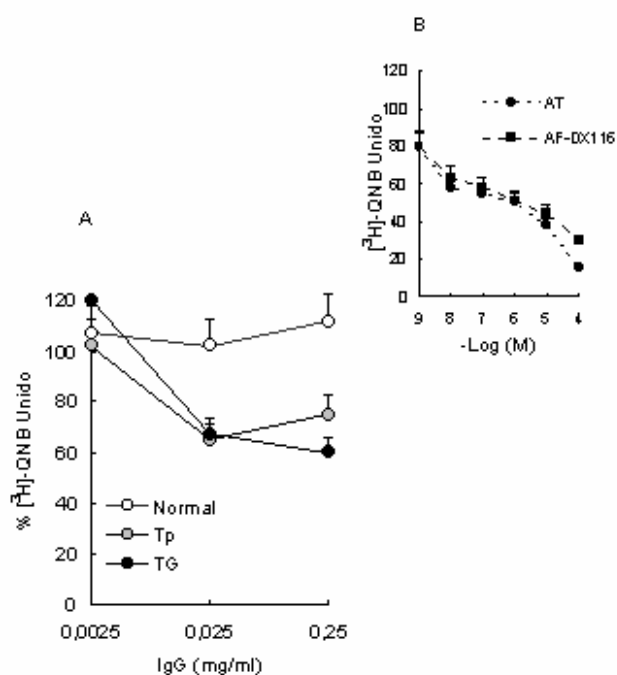 A
% [³H]-QNB Unido
120
100
80
60
40
20
0
Normal
Tp
TG
0,0025
0,025
0,25
IgG (mg/ml)
B
[³H]-QNB Unido
120
100
80
60
40
20
0
AT
AF-DX116
9
8
7
6
5
4
-Log (M)